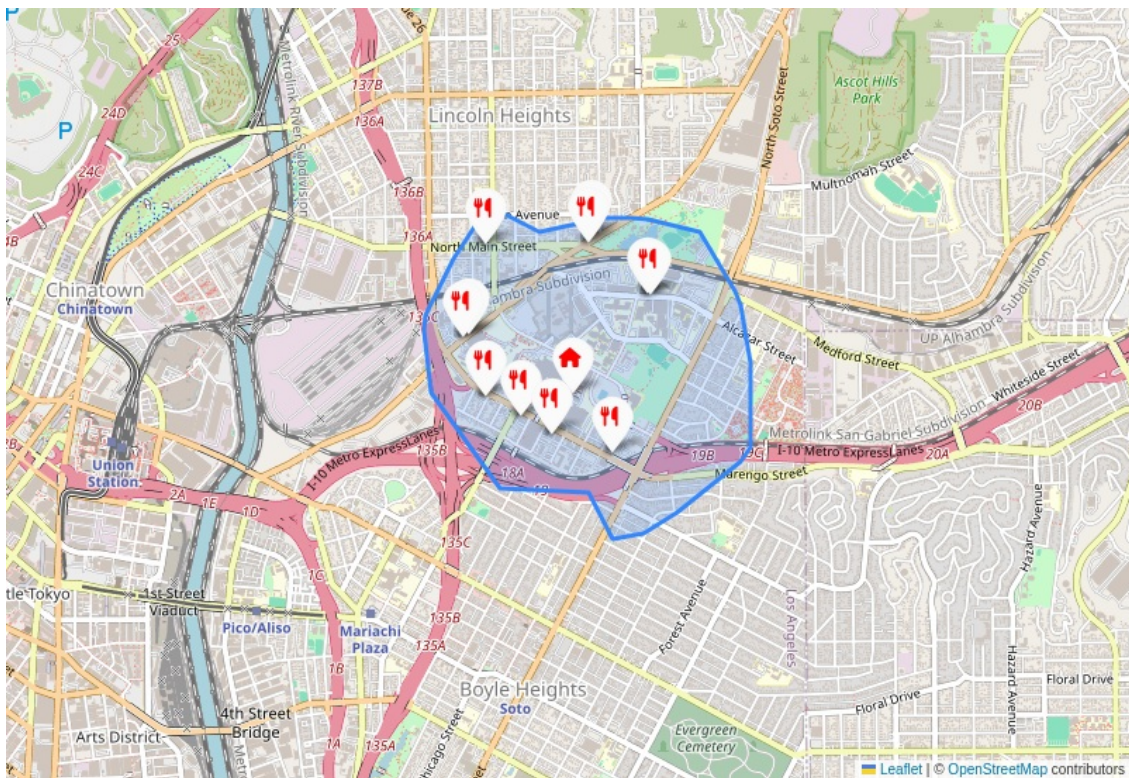 P
25
24D
137B
136A
Metrolink River Subdivision
Lincoln Heights
North Soto Street
Ascot Hills
Park
P
24C
Multnomah Street
136B
24B
136A
Avenue
North Main Street
Chinatown
Chinatown
Alhambra Subdivision
UP Alhambra Subdivision
136C
Alcazar Street
Medford Street
Whiteside Street
20B
Metrolink San Gabriel Subdivision
Union
Station
I-10 Metro ExpressLanes
135B
18A
19B
19C
I-10 Metro ExpressLanes
20A
Marengo Street
2A
1E
1D
135C
Hazard Avenue
1C
tle Tokyo
1st Street
Viaduct
Pico/Aliso
Mariachi
Plaza
135B
135A
Forest Avenue
Los Angeles
1B
Boyle Heights
Soto
Hazard Avenue
Floral Drive
Floral Drive
4th Street
Bridge
Arts District
1A
135A
Chicago Street
Evergreen
Cemetery
Leaflet | © OpenStreetMap contributors